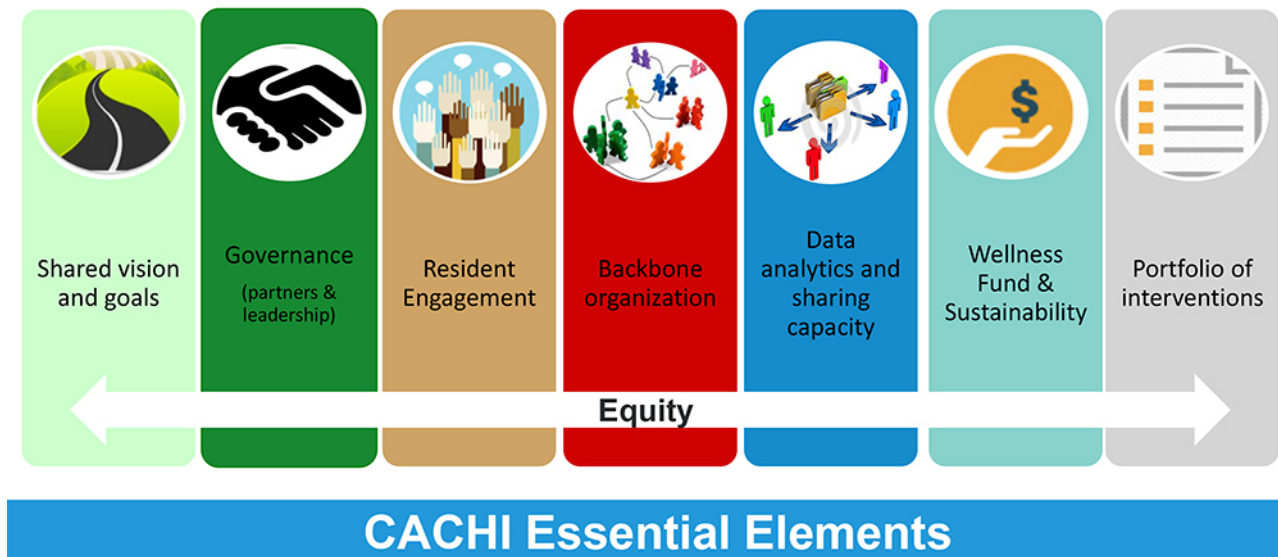 Shared vision
and goals
Governance
(partners &
leadership)
Resident
Engagement
Backbone
organization
Data
analytics and
sharing
capacity
Wellness
Fund &
Sustainability
Portfolio of
interventions
Equity
CACHI Essential Elements